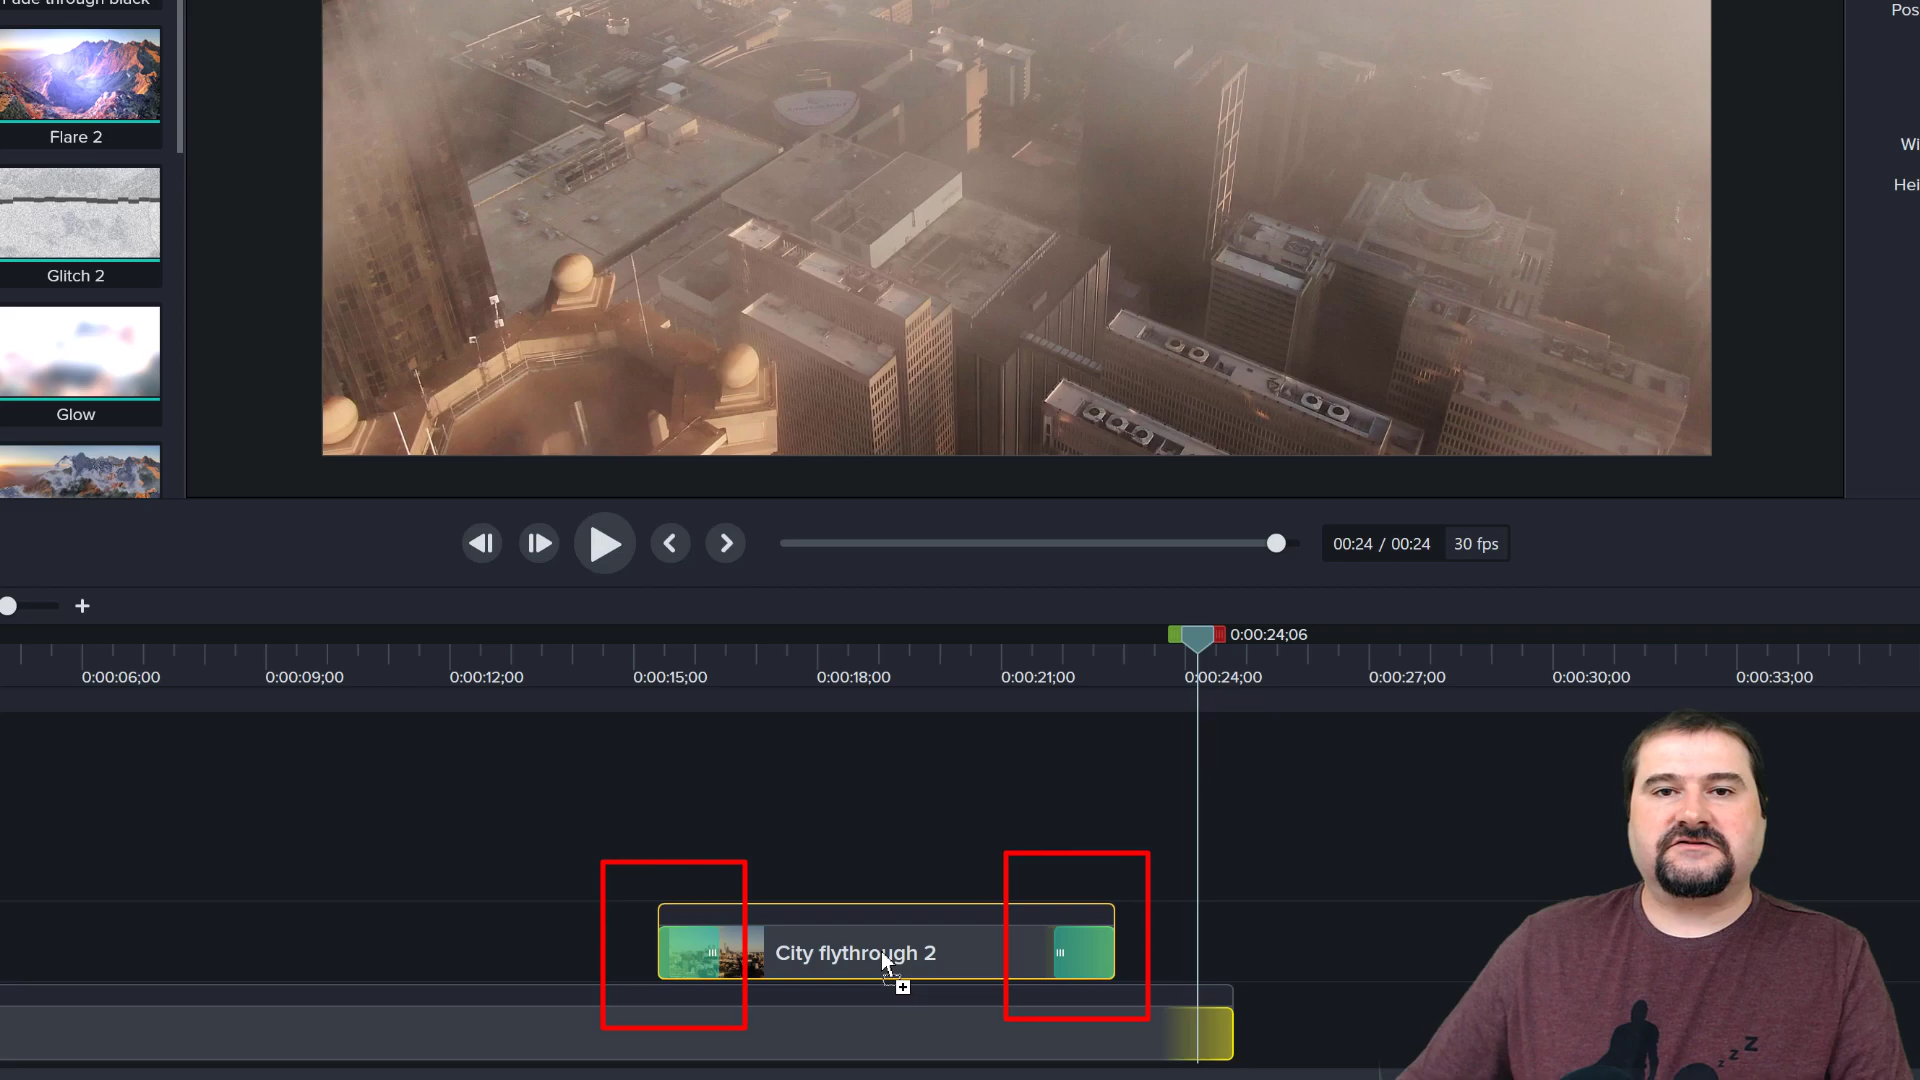 Fade through black
Flare 2
Glitch 2
Glow
Pos
Wi
Hei
00:24 / 00:24
30 fps
0:00:24;06
0:00:06;00
0:00:09;00
0:00:12;00
0:00:15;00
0:00:18;00
0:00:21;00
0:00:24;00
0:00:27;00
0:00:30;00
0:00:33;00
City flythrough 2
z z Z